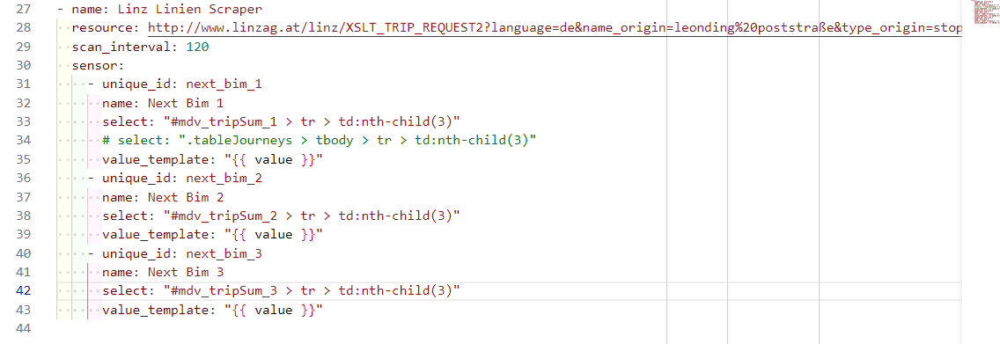 27 - name: Linz Linien Scraper
28 resource: http://www.linzag.at/linz/XSLT_TRIP_REQUEST2?language=de&name_origin=leonding%20poststraße&type_origin=stop
29 scan_interval: 120
30 sensor:
31 - unique_id: next_bim_1
32 name: Next Bim 1
33 select: "#mdv_tripSum_1 > tr > td:nth-child(3)"
34 # select: ".tableJourneys > tbody > tr > td:nth-child(3)"
35 value_template: "{{ value }}"
36 - unique_id: next_bim_2
37 name: Next Bim 2
38 select: "#mdv_tripSum_2 > tr > td:nth-child(3)"
39 value_template: "{{ value }}"
40 - unique_id: next_bim_3
41 name: Next Bim 3
42 select: "#mdv_tripSum_3 > tr > td:nth-child(3)"
43 value_template: "{{ value }}"
44